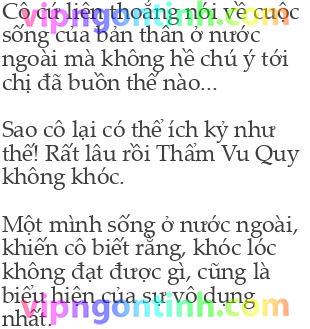 Cô cứ liên thoắng nói về cuộc
vipngontinh.com
sống của bản thân ở nước
ngoài mà không hề chú ý tới
chị đã buồn thế nào...
Sao cô lại có thể ích kỷ như
thế! Rất lâu rồi Thẩm Vu Quy
không khóc.
Một mình sống ở nước ngoài,
khiến cô biết rằng, khóc lóc
không đạt được gì, cũng là
biểu hiện của sự vô dụng
vipngontinh.com
nhất.